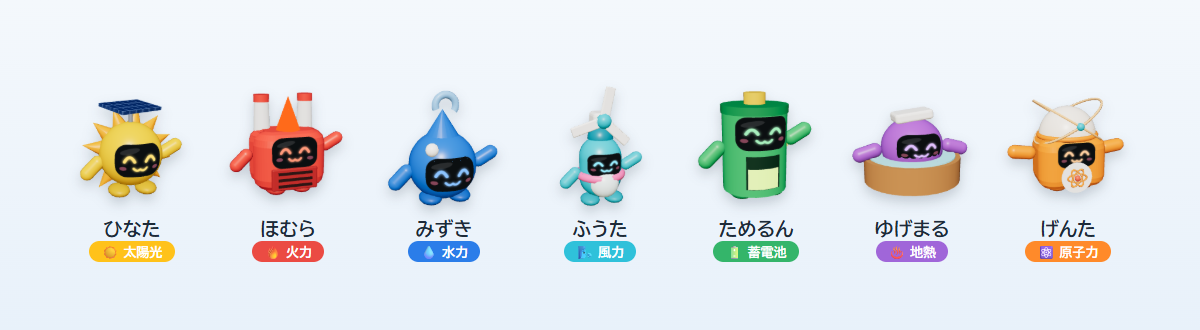 ひなた
太陽光
ほむら
火力
みずき
水力
ふうた
風力
ためるん
蓄電池
ゆげまる
地熱
げんた
原子力